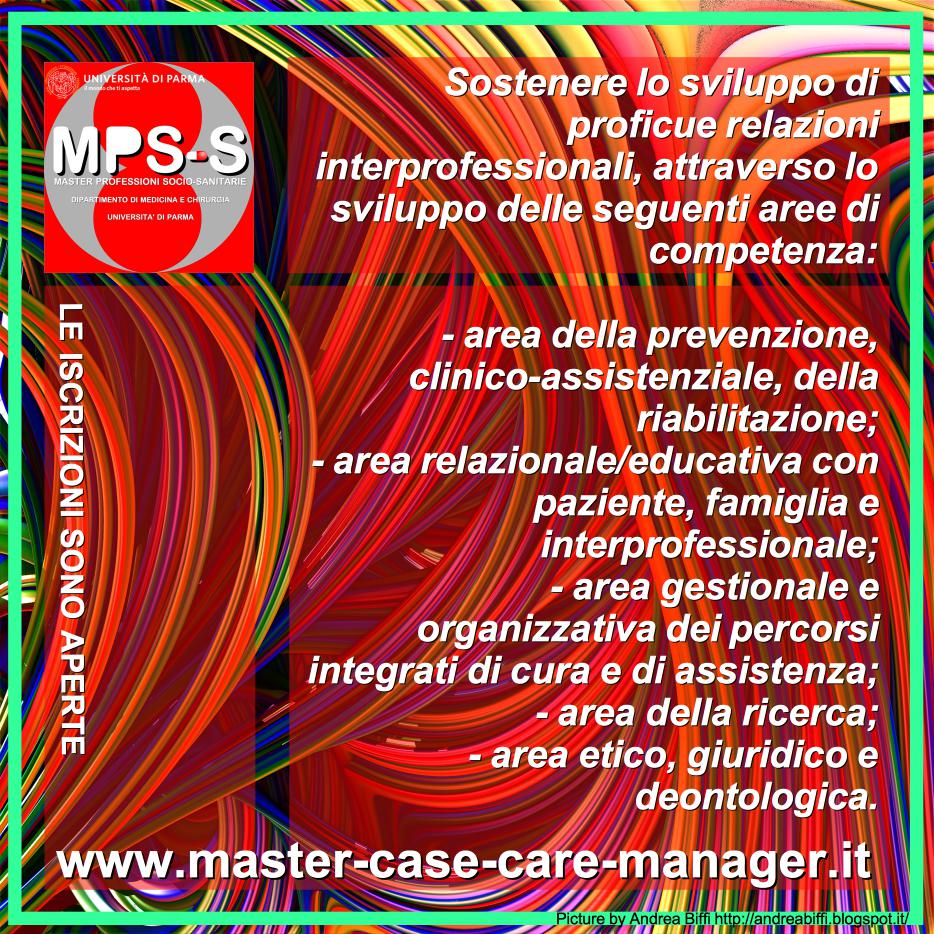 UNIVERSITÀ DI PARMA
il mondo che ti aspetta
MPS-S
MASTER PROFESSIONI SOCIO-SANITARIE
DIPARTIMENTO DI MEDICINA E CHIRURGIA
UNIVERSITA' DI PARMA
Sostenere lo sviluppo di
proficue relazioni
interprofessionali, attraverso lo
sviluppo delle seguenti aree di
competenza:
- area della prevenzione,
clinico-assistenziale, della
riabilitazione;
- area relazionale/educativa con
paziente, famiglia e
interprofessionale;
- area gestionale e
organizzativa dei percorsi
integrati di cura e di assistenza;
- area della ricerca;
- area etico, giuridico e
deontologica.
LE ISCRIZIONI SONO APERTE
www.master-case-care-manager.it
Picture by Andrea Biffi http://andreabiffi.blogspot.it/